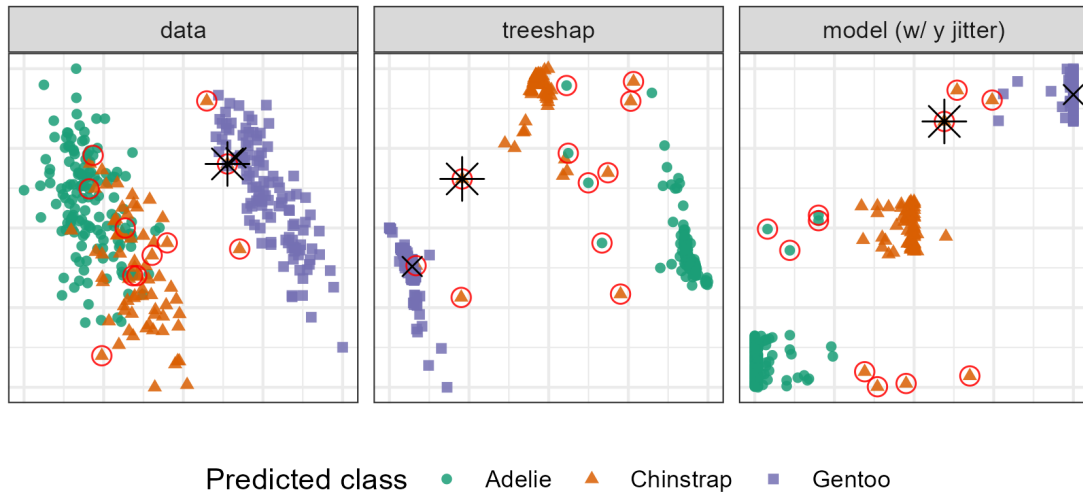 data treeshap model (w/ y jitter)
Predicted class Adelie Chinstrap Gentoo